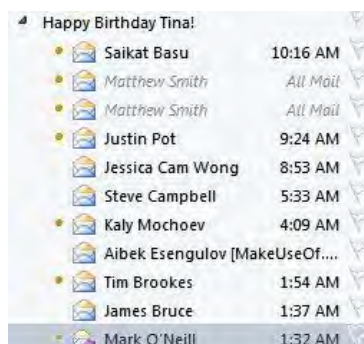 Happy Birthday Tina!
Saikat Basu 10:16 AM
Matthew Smith All Mail
Matthew Smith All Mail
Justin Pot 9:24 AM
Jessica Cam Wong 8:53 AM
Steve Campbell 5:33 AM
Kaly Mochoev 4:09 AM
Aibek Esengulov [MakeUseOf....
Tim Brookes 1:54 AM
James Bruce 1:37 AM
Mark O'Neill 1:32 AM